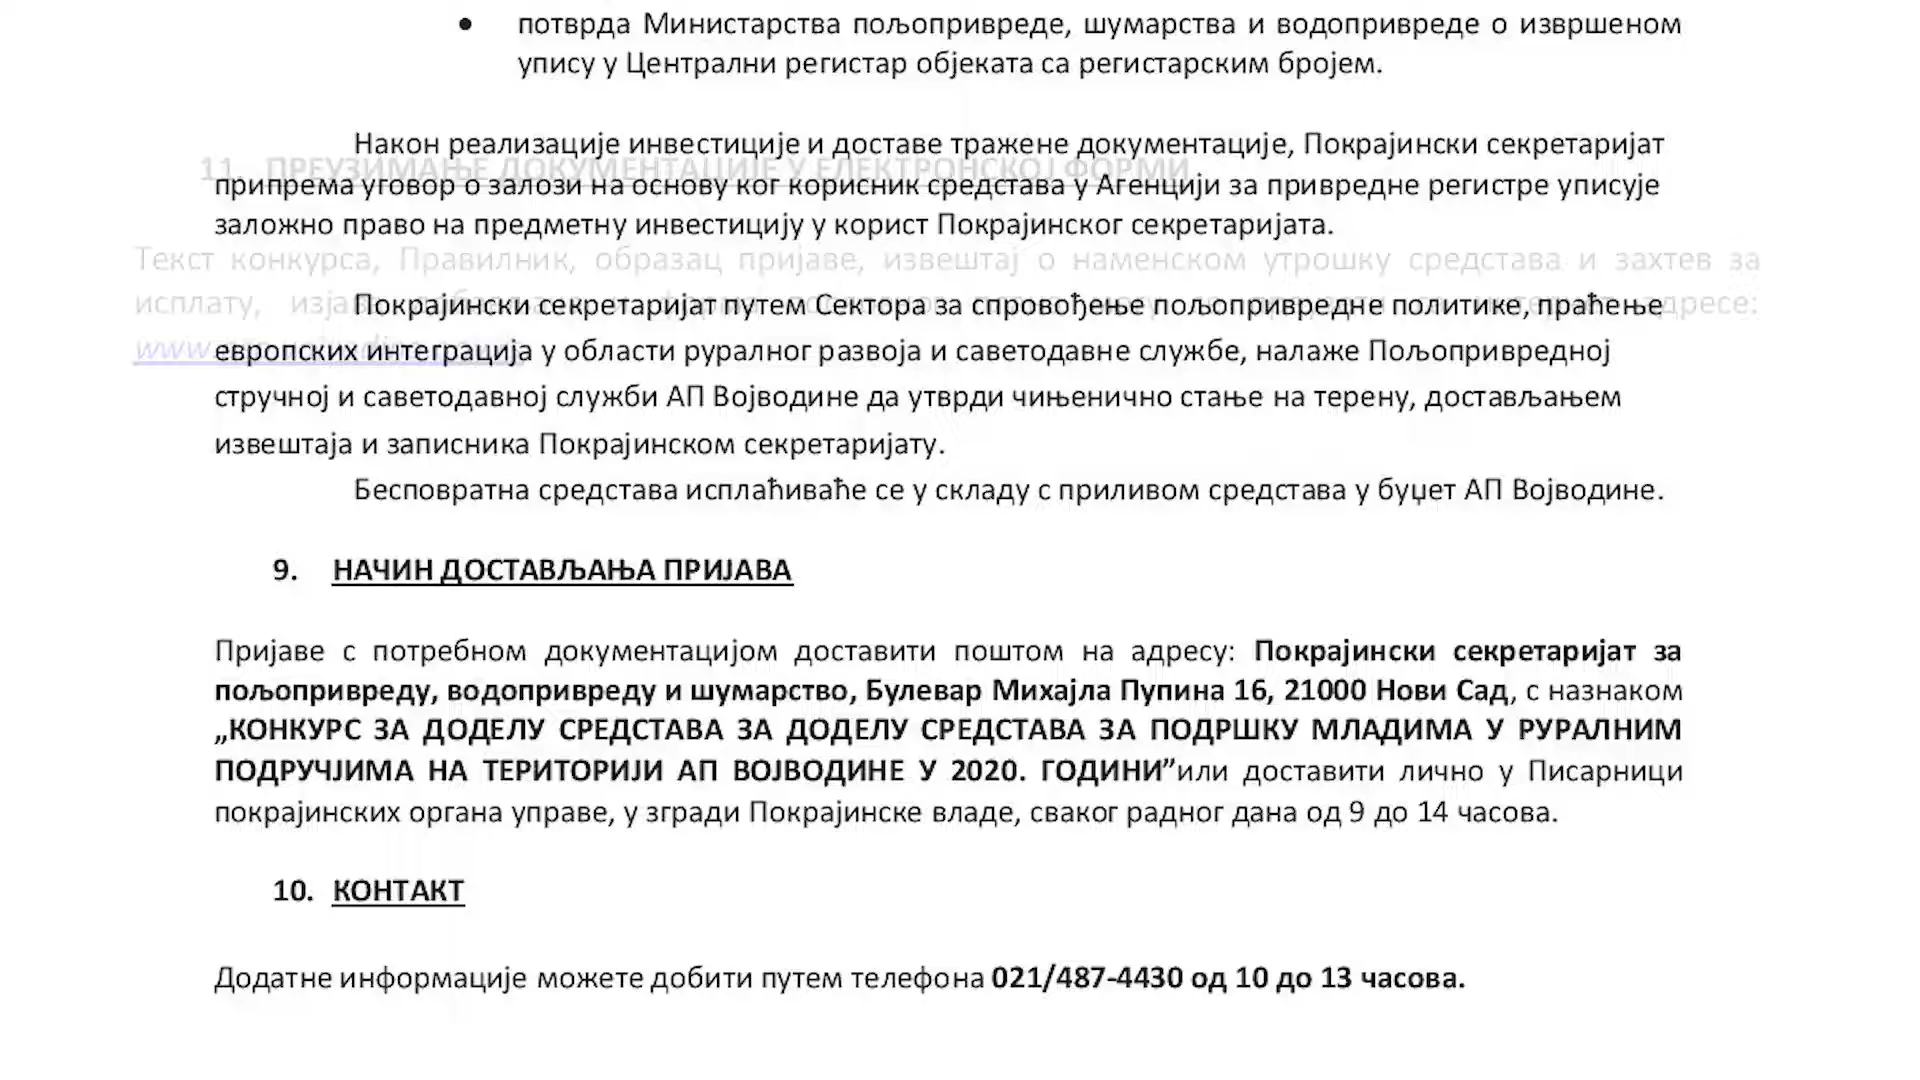 • потврда Министарства пољопривреде, шумарства и водопривреде о извршеном
упису у Централни регистар објеката са регистарским бројем.
Након реализације инвестиције и доставе тражене документације, Покрајински секретаријат
11. ПРЕУЗИМАЊЕ ДОКУМЕНТАЦИЈЕ У ЕЛЕКТРОНСКОЈ ФОРМИ
припрема уговор о залози на основу ког корисник средстава у Агенцији за привредне регистре уписује
заложно право на предметну инвестицију у корист Покрајинског секретаријата.
Текст конкурса, Правилник, образац пријаве, извештај о наменском утрошку средстава и захтев за
исплату, адресе:
Покрајински секретаријат путем Сектора за спровођење пољопривредне политике, праћење
европских интеграција у области руралног развоја и саветодавне службе, налаже Пољопривредној
стручној и саветодавној служби АП Војводине да утврди чињенично стање на терену, достављањем
извештаја и записника Покрајинском секретаријату.
Бесповратна средстава исплаћиваће се у складу с приливом средстава у буџет АП Војводине.
9. НАЧИН ДОСТАВЉАЊА ПРИЈАВА
Пријаве с потребном документацијом доставити поштом на адресу: Покрајински секретаријат за
пољопривреду, водопривреду и шумарство, Булевар Михајла Пупина 16, 21000 Нови Сад, с назнаком
„КОНКУРС ЗА ДОДЕЛУ СРЕДСТАВА ЗА ДОДЕЛУ СРЕДСТАВА ЗА ПОДРШКУ МЛАДИМА У РУРАЛНИМ
ПОДРУЧЈИМА НА ТЕРИТОРИЈИ АП ВОЈВОДИНЕ У 2020. ГОДИНИ”или доставити лично у Писарници
покрајинских органа управе, у згради Покрајинске владе, сваког радног дана од 9 до 14 часова.
10. КОНТАКТ
Додатне информације можете добити путем телефона 021/487-4430 од 10 до 13 часова.